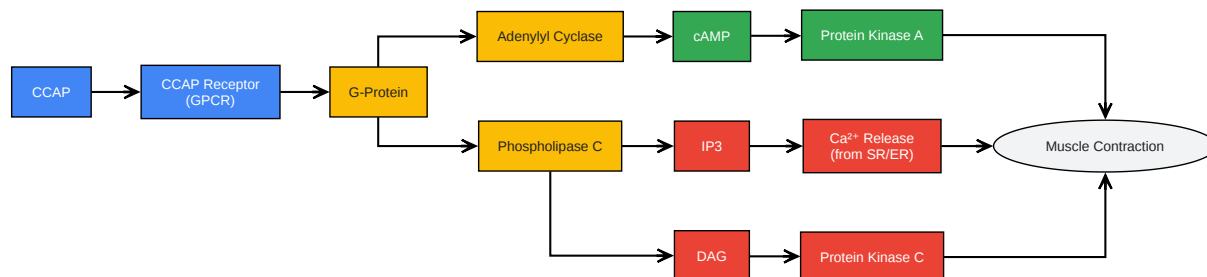 Adenylyl Cyclase
cAMP
Protein Kinase A
CCAP
CCAP Receptor
(GPCR)
G-Protein
Phospholipase C
IP3
Ca²⁺ Release
(from SR/ER)
Muscle Contraction
DAG
Protein Kinase C